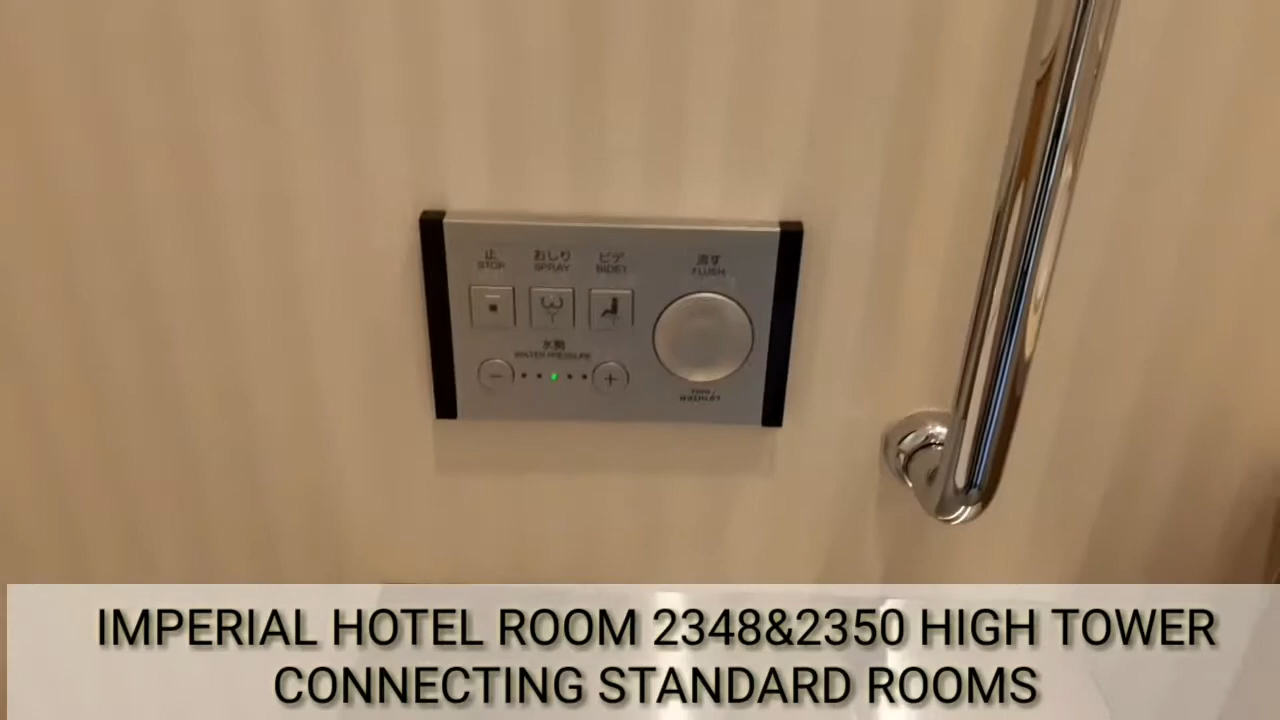 止 おしり ビデ 流す
STOP SPRAY BIDET FLUSH
水勢
WATER PRESSURE
− +
WASHLET
IMPERIAL HOTEL ROOM 2348&2350 HIGH TOWER
CONNECTING STANDARD ROOMS